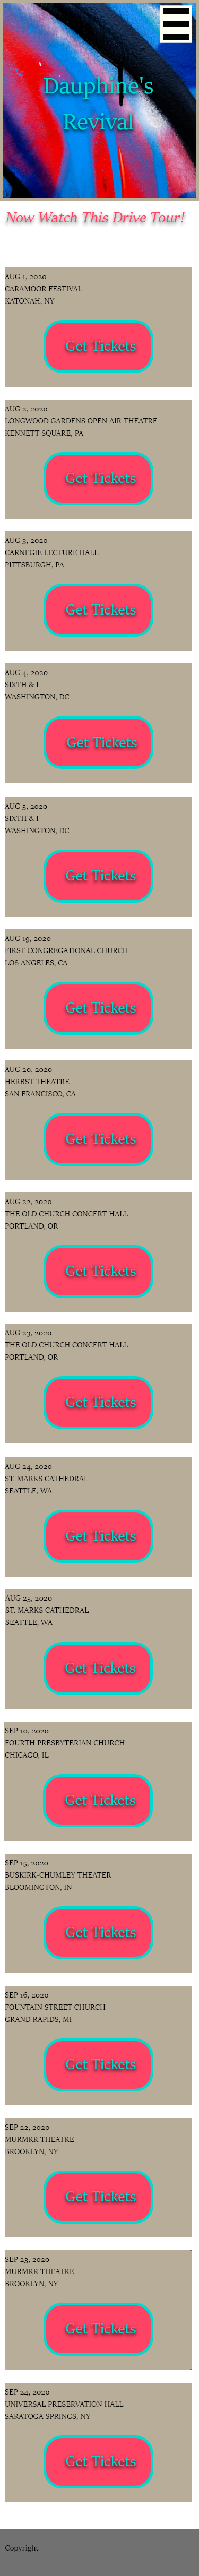 Dauphine's
Revival
Now Watch This Drive Tour!
AUG 1, 2020
CARAMOOR FESTIVAL
KATONAH, NY
Get Tickets
AUG 2, 2020
LONGWOOD GARDENS OPEN AIR THEATRE
KENNETT SQUARE, PA
Get Tickets
AUG 3, 2020
CARNEGIE LECTURE HALL
PITTSBURGH, PA
Get Tickets
AUG 4, 2020
SIXTH & I
WASHINGTON, DC
Get Tickets
AUG 5, 2020
SIXTH & I
WASHINGTON, DC
Get Tickets
AUG 19, 2020
FIRST CONGREGATIONAL CHURCH
LOS ANGELES, CA
Get Tickets
AUG 20, 2020
HERBST THEATRE
SAN FRANCISCO, CA
Get Tickets
AUG 22, 2020
THE OLD CHURCH CONCERT HALL
PORTLAND, OR
Get Tickets
AUG 23, 2020
THE OLD CHURCH CONCERT HALL
PORTLAND, OR
Get Tickets
AUG 24, 2020
ST. MARKS CATHEDRAL
SEATTLE, WA
Get Tickets
AUG 25, 2020
ST. MARKS CATHEDRAL
SEATTLE, WA
Get Tickets
SEP 10, 2020
FOURTH PRESBYTERIAN CHURCH
CHICAGO, IL
Get Tickets
SEP 15, 2020
BUSKIRK-CHUMLEY THEATER
BLOOMINGTON, IN
Get Tickets
SEP 16, 2020
FOUNTAIN STREET CHURCH
GRAND RAPIDS, MI
Get Tickets
SEP 22, 2020
MURMRR THEATRE
BROOKLYN, NY
Get Tickets
SEP 23, 2020
MURMRR THEATRE
BROOKLYN, NY
Get Tickets
SEP 24, 2020
UNIVERSAL PRESERVATION HALL
SARATOGA SPRINGS, NY
Get Tickets
Copyright